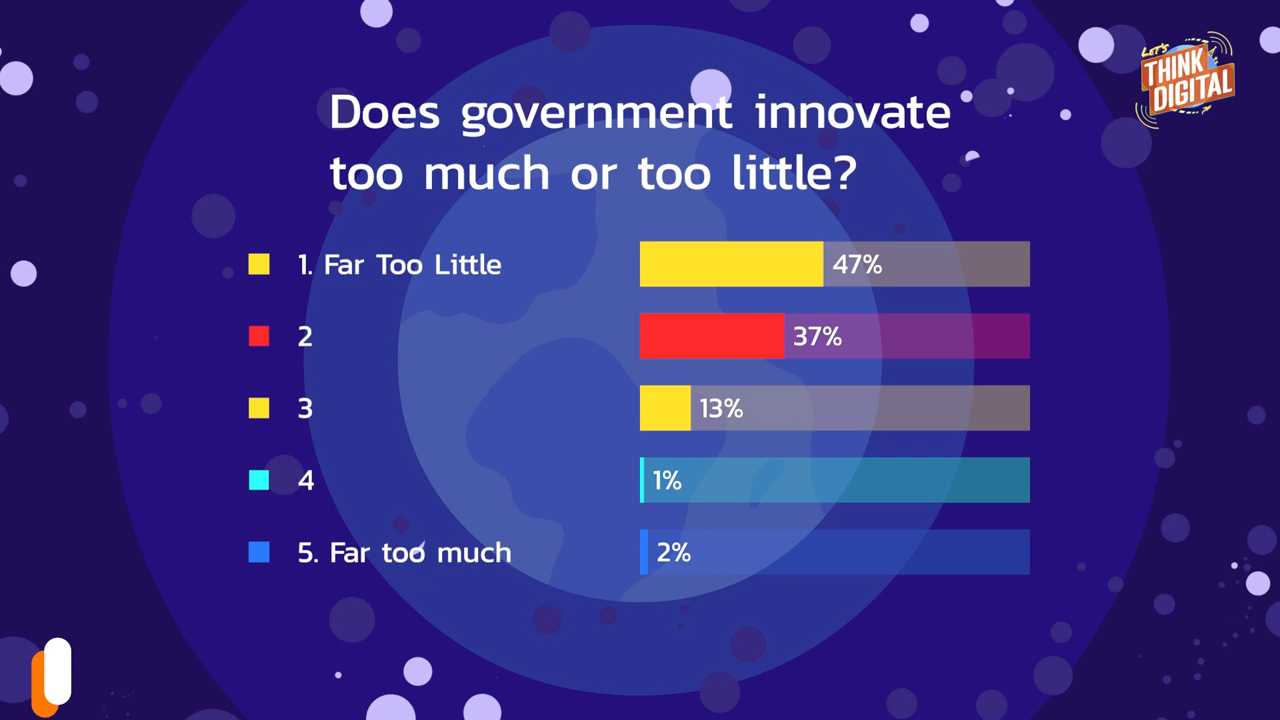 LET'S
THINK
DIGITAL
Does government innovate
too much or too little?
1. Far Too Little
47%
2
37%
3
13%
4
1%
5. Far too much
2%